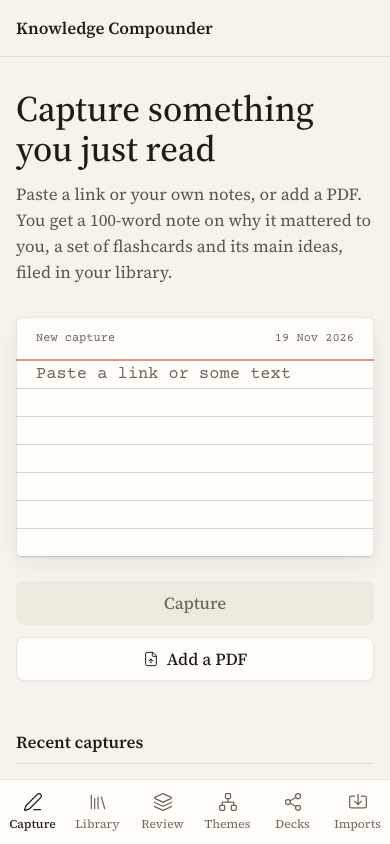 Knowledge Compounder
Capture something
you just read
Paste a link or your own notes, or add a PDF.
You get a 100-word note on why it mattered to
you, a set of flashcards and its main ideas,
filed in your library.
New capture 19 Nov 2026
Paste a link or some text
Capture
Add a PDF
Recent captures
Capture Library Review Themes Decks Imports